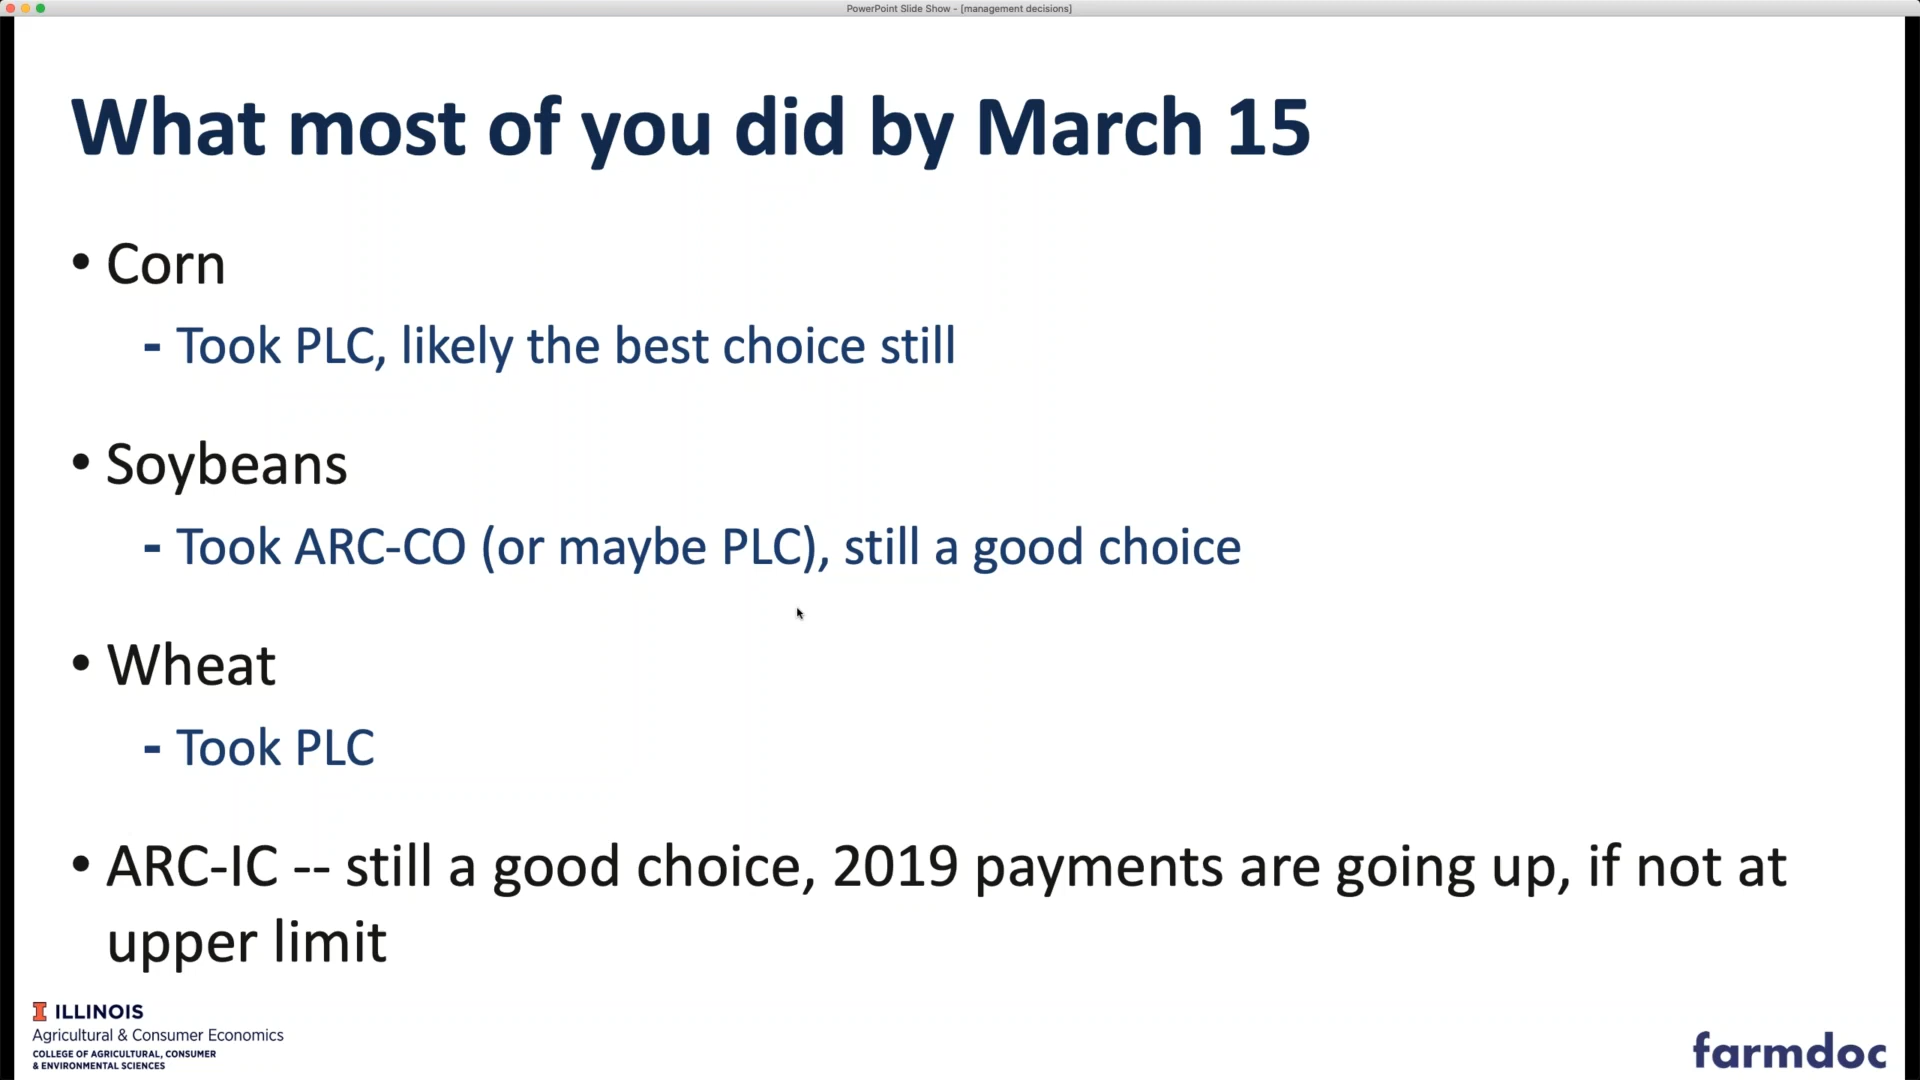 PowerPoint Slide Show - [management decisions]
What most of you did by March 15
• Corn
- Took PLC, likely the best choice still
• Soybeans
- Took ARC-CO (or maybe PLC), still a good choice
• Wheat
- Took PLC
• ARC-IC -- still a good choice, 2019 payments are going up, if not at
upper limit
I ILLINOIS
Agricultural & Consumer Economics
COLLEGE OF AGRICULTURAL, CONSUMER
& ENVIRONMENTAL SCIENCES
farmdoc